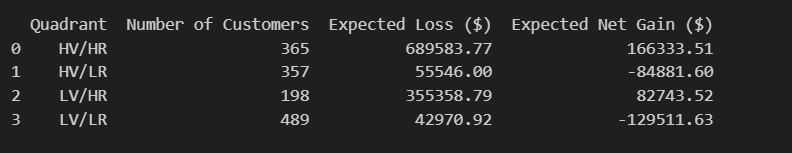 Quadrant Number of Customers Expected Loss ($) Expected Net Gain ($)
0 HV/HR 365 689583.77 166333.51
1 HV/LR 357 55546.00 -84881.60
2 LV/HR 198 355358.79 82743.52
3 LV/LR 489 42970.92 -129511.63